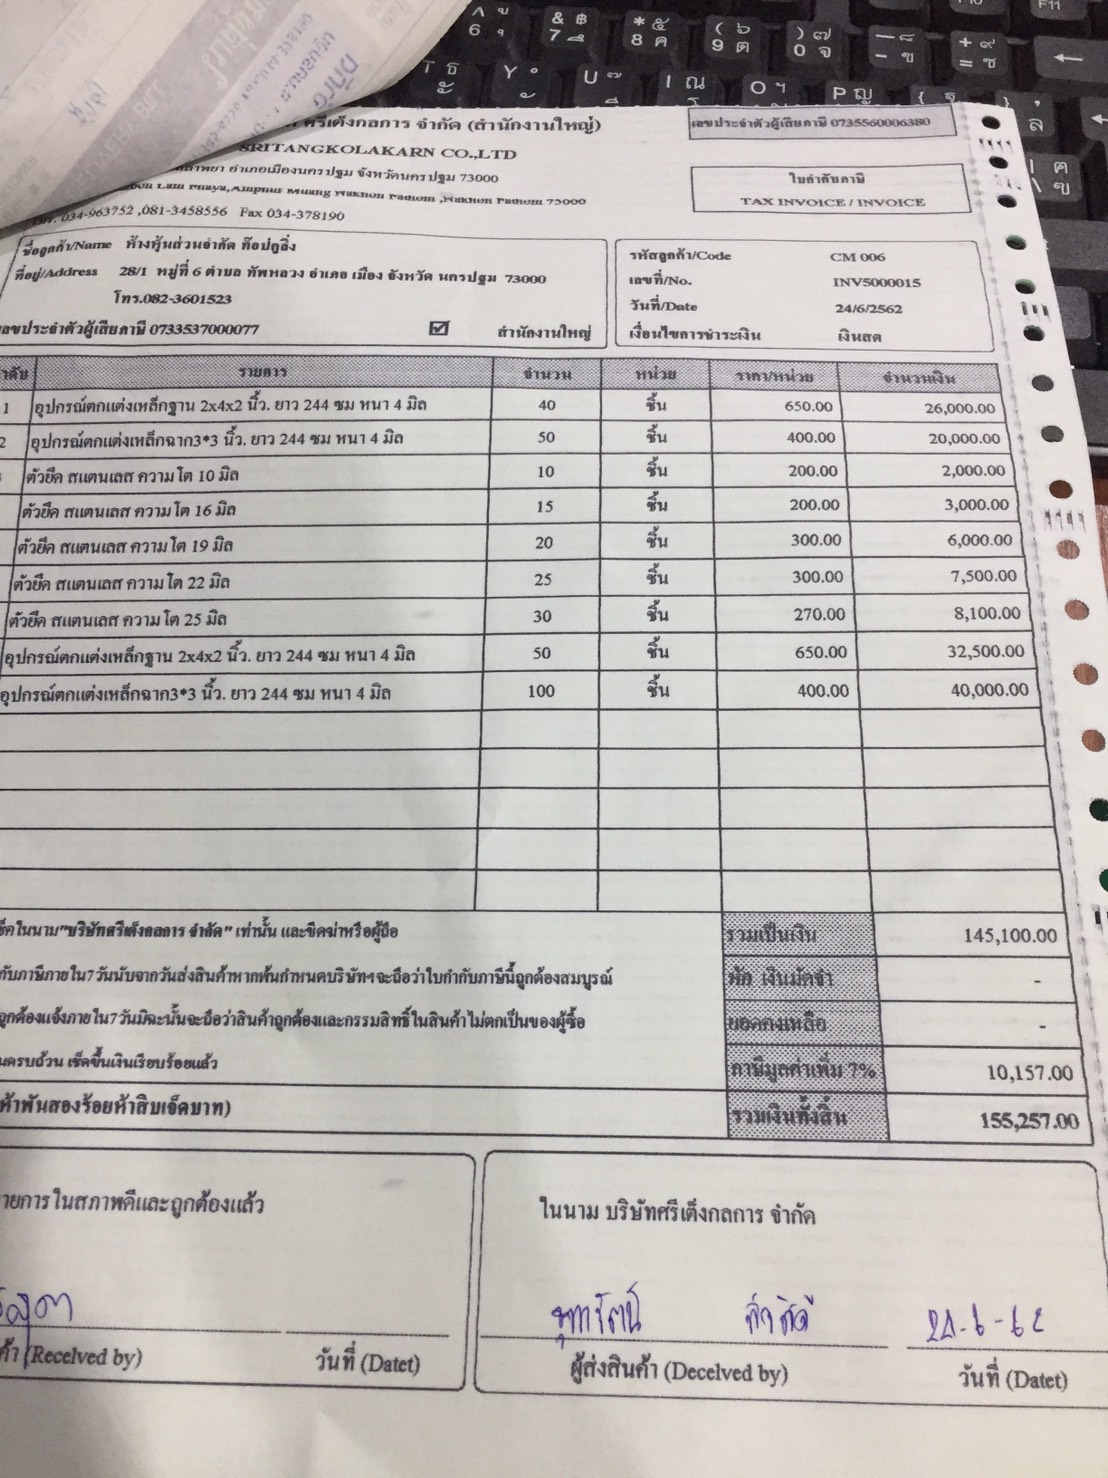 ศรีเต็งกลการ จำกัด (สำนักงานใหญ่)
เลขประจำตัวผู้เสียภาษี 0735560006380
SRITANGKOLAKARN CO.,LTD
อำเภอเมืองนครปฐม จังหวัดนครปฐม 73000
ใบกำกับภาษี
TAX INVOICE / INVOICE
Muang Nakhon Pathom ,Nakhon Pathom 73000
034-963752 ,081-3458556 Fax 034-378190
ชื่อลูกค้า/Name ห้างหุ้นส่วนจำกัด ท๊อปกูลิ่ง
ที่อยู่/Address 28/1 หมู่ที่ 6 ตำบล ทัพหลวง อำเภอ เมือง จังหวัด นครปฐม 73000
โทร.082-3601523
เลขประจำตัวผู้เสียภาษี 0733537000077 ☑ สำนักงานใหญ่
รหัสลูกค้า/Code CM 006
เลขที่/No. INV5000015
วันที่/Date 24/6/2562
เงื่อนไขการชำระเงิน เงินสด
รายการ จำนวน หน่วย ราคา/หน่วย จำนวนเงิน
1 อุปกรณ์ตกแต่งเหล็กฐาน 2x4x2 นิ้ว. ยาว 244 ซม หนา 4 มิล 40 ชิ้น 650.00 26,000.00
2 อุปกรณ์ตกแต่งเหล็กฉาก3*3 นิ้ว. ยาว 244 ซม หนา 4 มิล 50 ชิ้น 400.00 20,000.00
ตัวยึด สแตนเลส ความโต 10 มิล 10 ชิ้น 200.00 2,000.00
ตัวยึด สแตนเลส ความโต 16 มิล 15 ชิ้น 200.00 3,000.00
ตัวยึด สแตนเลส ความโต 19 มิล 20 ชิ้น 300.00 6,000.00
ตัวยึด สแตนเลส ความโต 22 มิล 25 ชิ้น 300.00 7,500.00
ตัวยึด สแตนเลส ความโต 25 มิล 30 ชิ้น 270.00 8,100.00
อุปกรณ์ตกแต่งเหล็กฐาน 2x4x2 นิ้ว. ยาว 244 ซม หนา 4 มิล 50 ชิ้น 650.00 32,500.00
อุปกรณ์ตกแต่งเหล็กฉาก3*3 นิ้ว. ยาว 244 ซม หนา 4 มิล 100 ชิ้น 400.00 40,000.00
ในนาม"บริษัทศรีเต็งกลการ จำกัด" เท่านั้น และขีดฆ่าหรือผู้ถือ
รวมเป็นเงิน 145,100.00
กับภาษีภายใน7วันนับจากวันส่งสินค้าหากพ้นกำหนดบริษัทฯจะถือว่าใบกำกับภาษีนี้ถูกต้องสมบูรณ์
หัก เงินมัดจำ -
ถูกต้องแจ้งภายใน7วันมิฉะนั้นจะถือว่าสินค้าถูกต้องและกรรมสิทธิ์ในสินค้าไม่ตกเป็นของผู้ซื้อ
ยอดคงเหลือ -
นครบถ้วน เช็คขึ้นเงินเรียบร้อยแล้ว
ภาษีมูลค่าเพิ่ม 7% 10,157.00
ห้าพันสองร้อยห้าสิบเจ็ดบาท)
รวมเงินทั้งสิ้น 155,257.00
รายการในสภาพดีและถูกต้องแล้ว
ในนาม บริษัทศรีเต็งกลการ จำกัด
24-6-62
(Recelved by) วันที่ (Datet)
ผู้ส่งสินค้า (Decelved by) วันที่ (Datet)